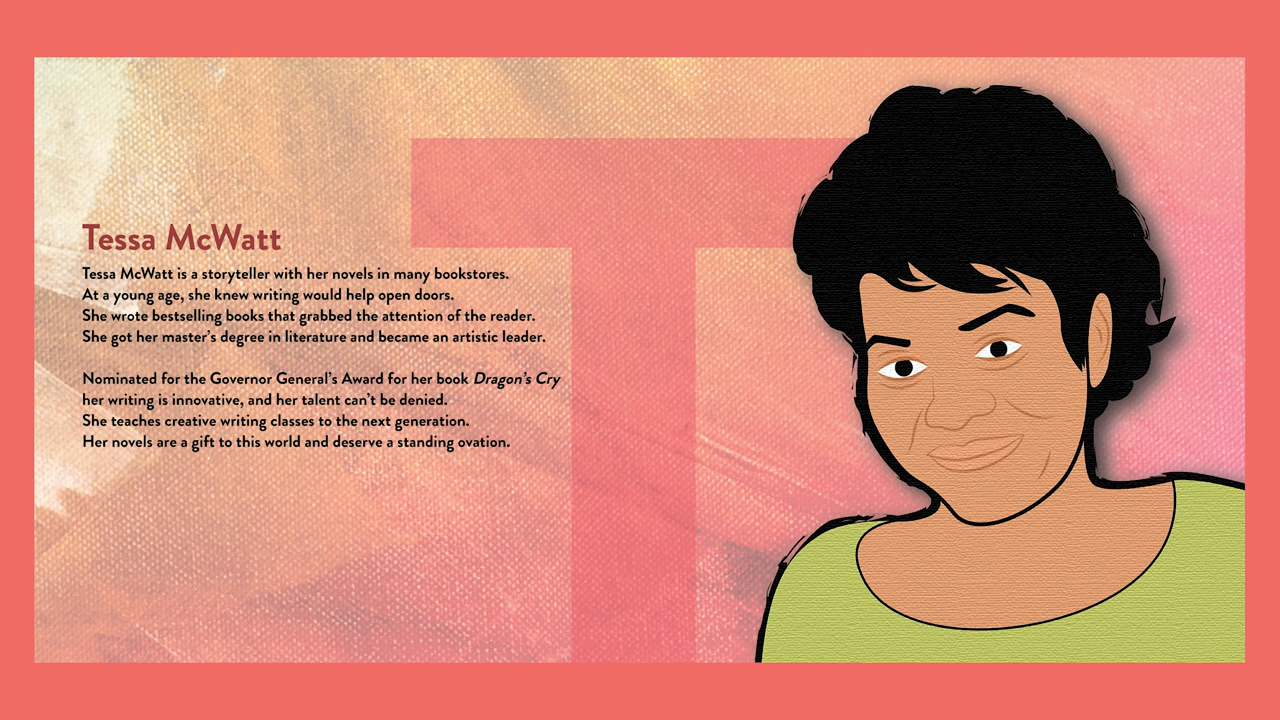 T
Tessa McWatt
Tessa McWatt is a storyteller with her novels in many bookstores.
At a young age, she knew writing would help open doors.
She wrote bestselling books that grabbed the attention of the reader.
She got her master's degree in literature and became an artistic leader.
Nominated for the Governor General's Award for her book Dragon's Cry
her writing is innovative, and her talent can't be denied.
She teaches creative writing classes to the next generation.
Her novels are a gift to this world and deserve a standing ovation.